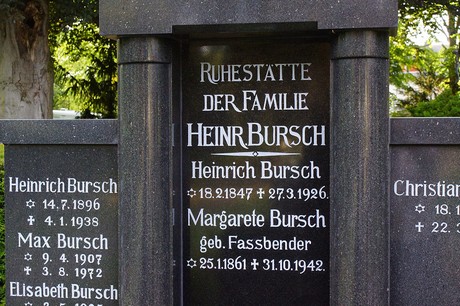 RUHESTÄTTE
DER FAMILIE
HEINR. BURSCH
Heinrich Bursch
✡ 18.2.1847 ✝ 27.3.1926.
Margarete Bursch
geb. Fassbender
✡ 25.1.1861 ✝ 31.10.1942.
Heinrich Bursch
✡ 14.7.1896
✝ 4.1.1938
Max Bursch
✡ 9.4.1907
✝ 3.8.1972
Elisabeth Bursch
Christian
✡ 18.
✝ 22.